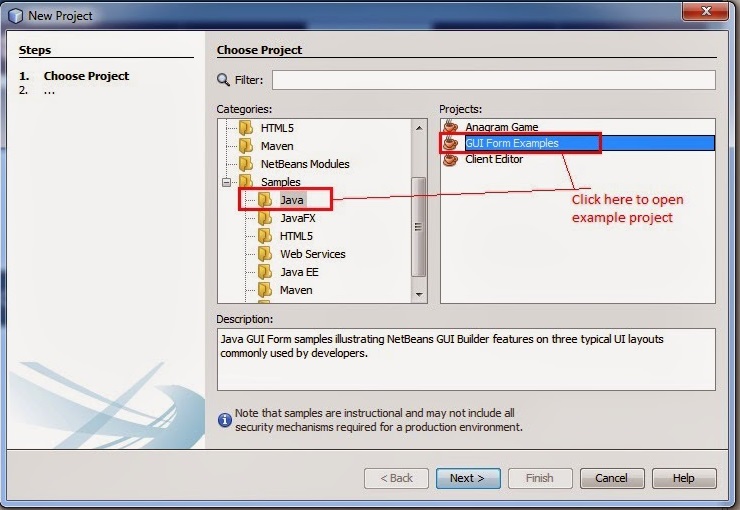 New Project
Steps
1. Choose Project
2. ...
Choose Project
Filter:
Categories:
HTML5
Maven
NetBeans Modules
Samples
Java
JavaFX
HTML5
Web Services
Java EE
Maven
Projects:
Anagram Game
GUI Form Examples
Client Editor
Click here to open
example project
Description:
Java GUI Form samples illustrating NetBeans GUI Builder features on three typical UI layouts
commonly used by developers.
Note that samples are instructional and may not include all
security mechanisms required for a production environment.
< Back
Next >
Finish
Cancel
Help